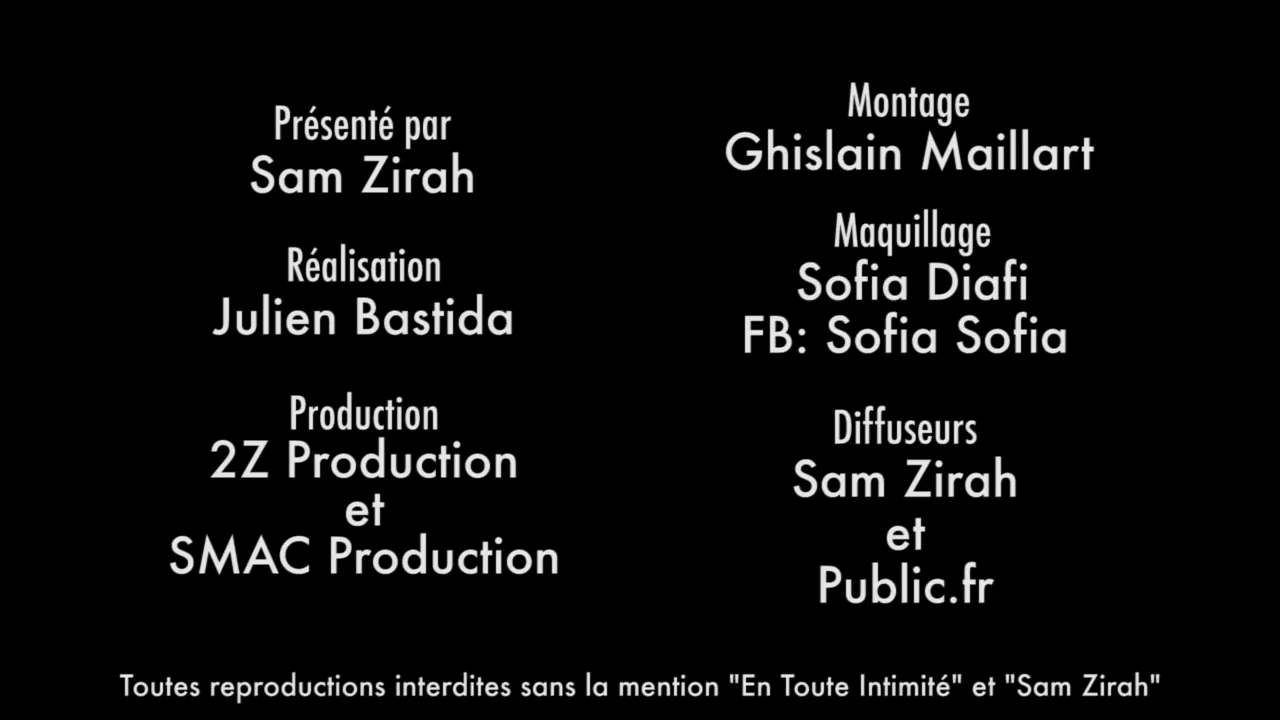 Présenté par
Sam Zirah
Réalisation
Julien Bastida
Production
2Z Production
et
SMAC Production
Montage
Ghislain Maillart
Maquillage
Sofia Diafi
FB: Sofia Sofia
Diffuseurs
Sam Zirah
et
Public.fr
Toutes reproductions interdites sans la mention "En Toute Intimité" et "Sam Zirah"